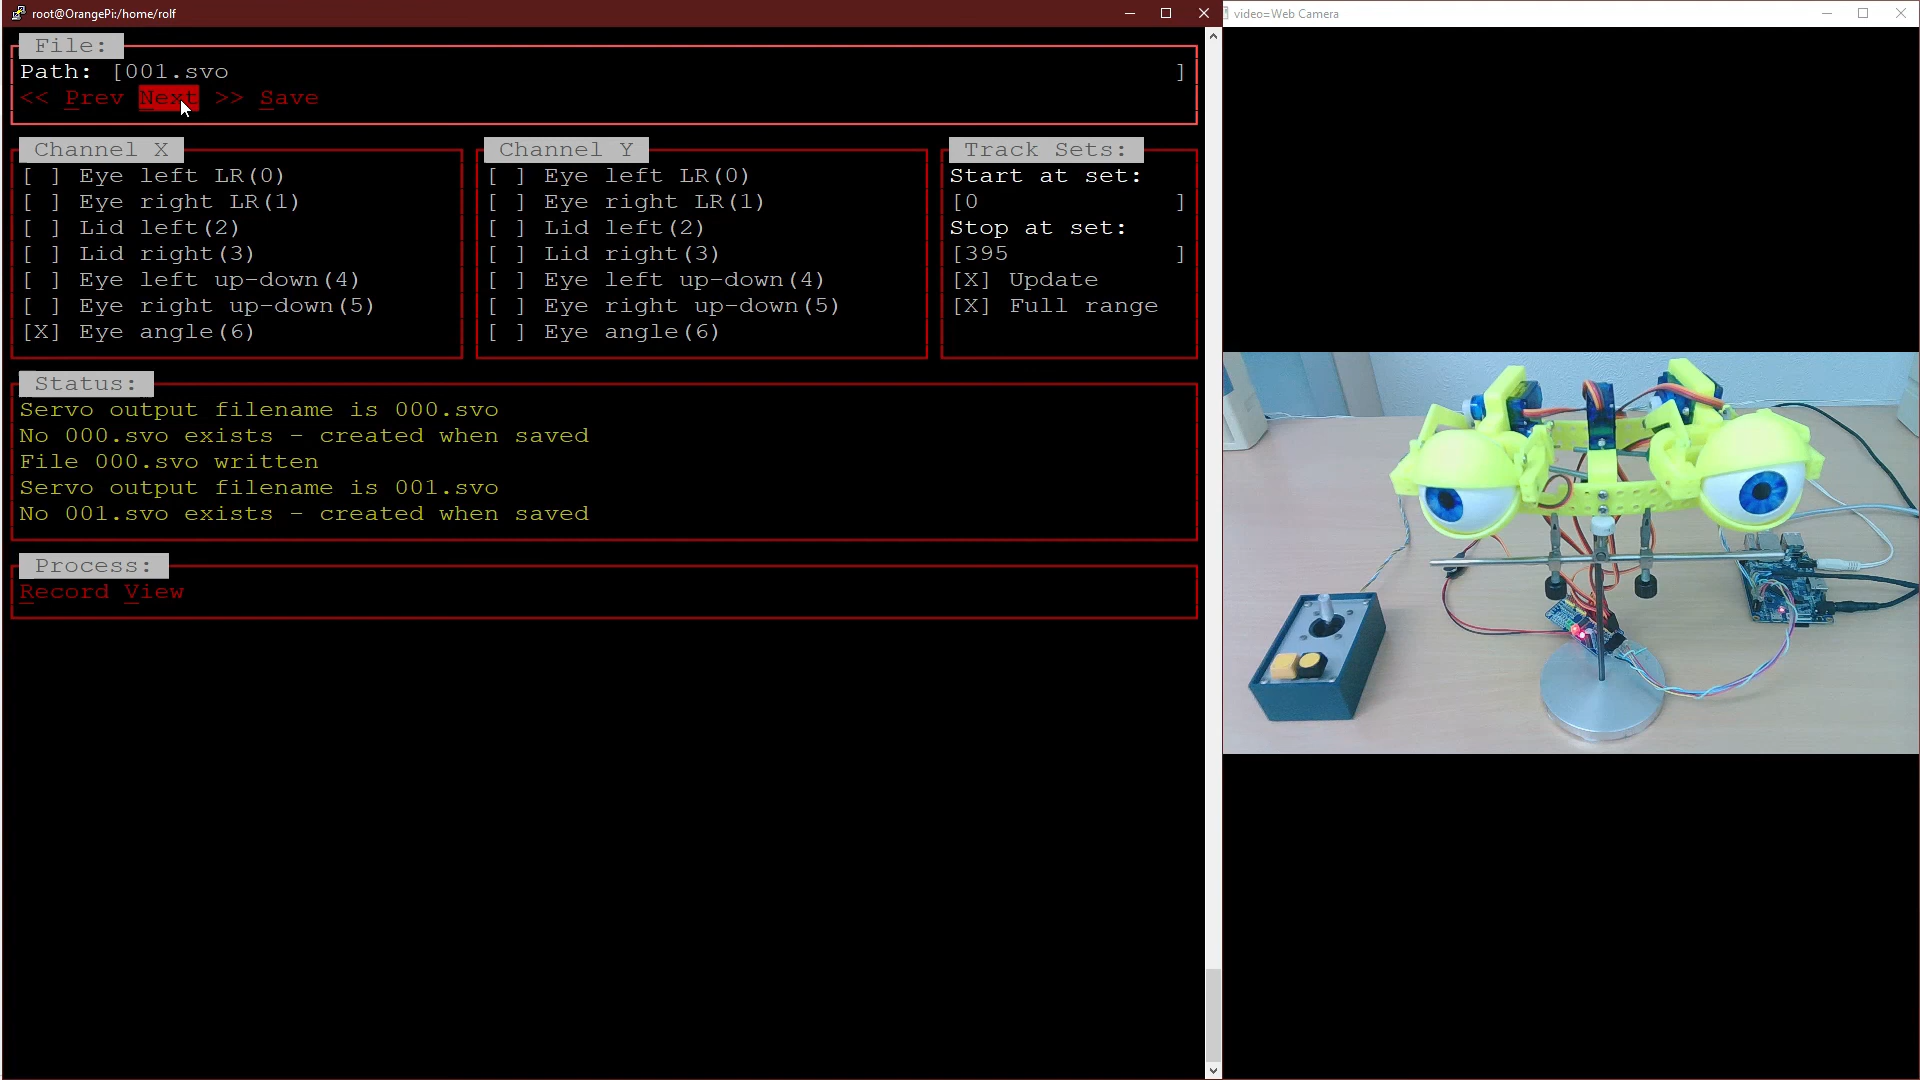 root@OrangePi:/home/rolf
video=Web Camera
File:
Path: [001.svo ]
<< Prev Next >> Save
Channel X
[ ] Eye left LR(0)
[ ] Eye right LR(1)
[ ] Lid left(2)
[ ] Lid right(3)
[ ] Eye left up-down(4)
[ ] Eye right up-down(5)
[X] Eye angle(6)
Channel Y
[ ] Eye left LR(0)
[ ] Eye right LR(1)
[ ] Lid left(2)
[ ] Lid right(3)
[ ] Eye left up-down(4)
[ ] Eye right up-down(5)
[ ] Eye angle(6)
Track Sets:
Start at set:
[0 ]
Stop at set:
[395 ]
[X] Update
[X] Full range
Status:
Servo output filename is 000.svo
No 000.svo exists - created when saved
File 000.svo written
Servo output filename is 001.svo
No 001.svo exists - created when saved
Process:
Record View